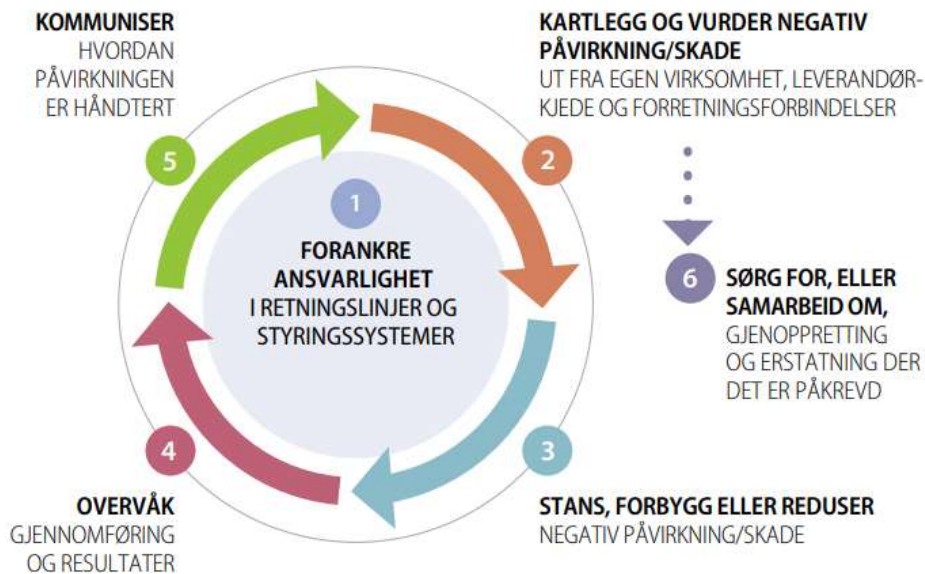 1
FORANKRE
ANSVARLIGHET
I RETNINGSLINJER OG
STYRINGSSYSTEMER
KARTLEGG OG VURDER NEGATIV
PÅVIRKNING/SKADE
UT FRA EGEN VIRKSOMHET, LEVERANDØR-
KJEDE OG FORRETNINGSFORBINDELSER
2
3
STANS, FORBYGG ELLER REDUSER
NEGATIV PÅVIRKNING/SKADE
4
OVERVÅK
GJENNOMFØRING
OG RESULTATER
KOMMUNISER
HVORDAN
PÅVIRKNINGEN
ER HÅNDTERT
5
6
SØRG FOR, ELLER
SAMARBEID OM,
GJENOPPRETTING
OG ERSTATNING DER
DET ER PÅKREVD